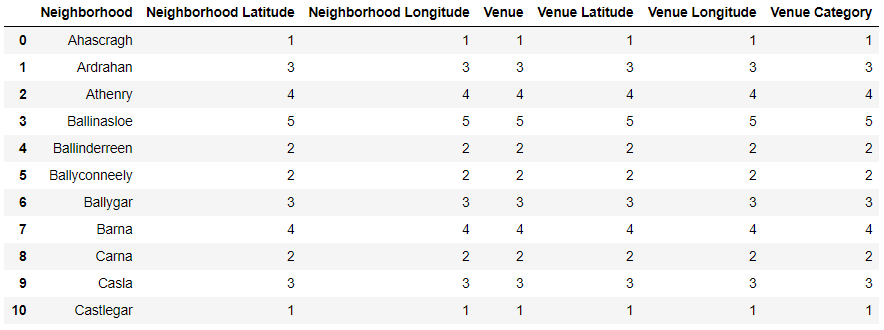 Neighborhood Neighborhood Latitude Neighborhood Longitude Venue Venue Latitude Venue Longitude Venue Category
0 Ahascragh 1 1 1 1 1 1
1 Ardrahan 3 3 3 3 3 3
2 Athenry 4 4 4 4 4 4
3 Ballinasloe 5 5 5 5 5 5
4 Ballinderreen 2 2 2 2 2 2
5 Ballyconneely 2 2 2 2 2 2
6 Ballygar 3 3 3 3 3 3
7 Barna 4 4 4 4 4 4
8 Carna 2 2 2 2 2 2
9 Casla 3 3 3 3 3 3
10 Castlegar 1 1 1 1 1 1